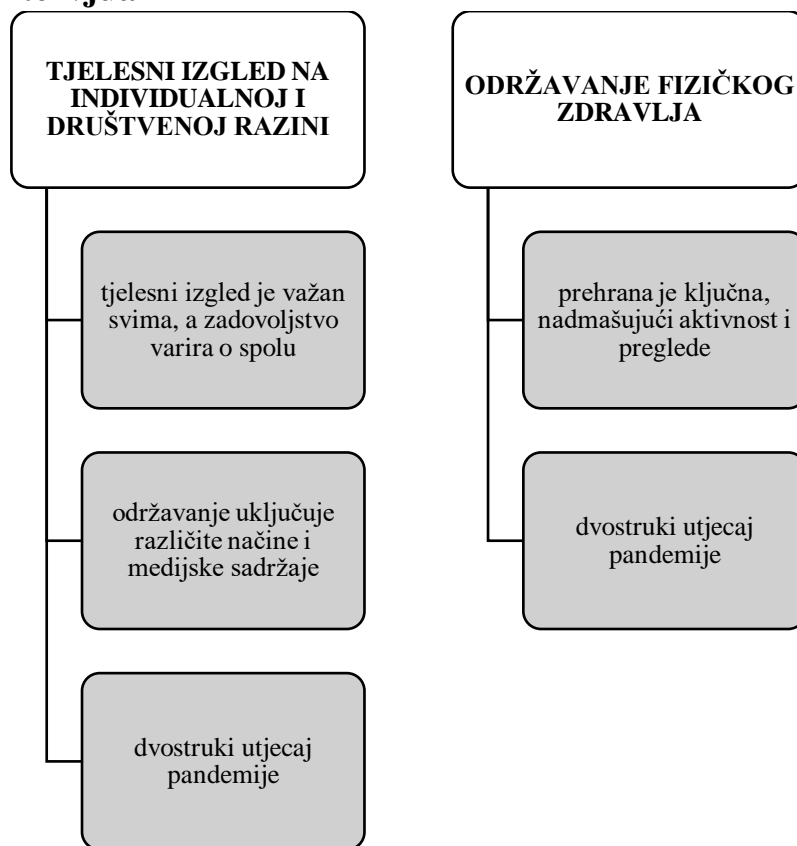 TJELESNI IZGLED NA
INDIVIDUALNOJ I
DRUŠTVENOJ RAZINI
tjelesni izgled je važan
svima, a zadovoljstvo
varira o spolu
održavanje uključuje
različite načine i
medijske sadržaje
dvostruki utjecaj
pandemije
ODRŽAVANJE FIZIČKOG
ZDRAVLJA
prehrana je ključna,
nadmašujući aktivnost i
preglede
dvostruki utjecaj
pandemije